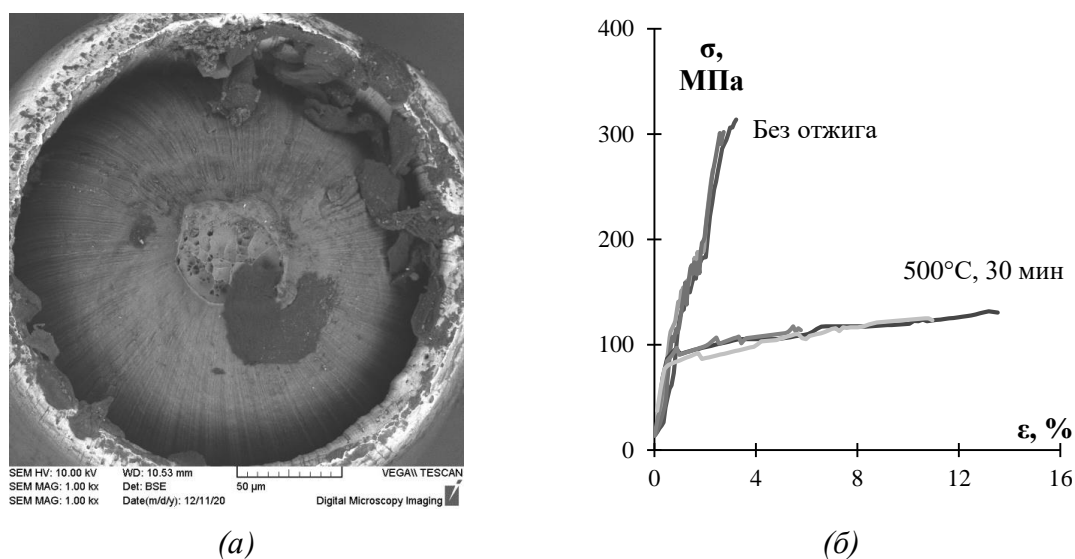 SEM HV: 10.00 kV WD: 10.53 mm VEGA\\ TESCAN
SEM MAG: 1.00 kx Det: BSE 50 µm
SEM MAG: 1.00 kx Date(m/d/y): 12/11/20 Digital Microscopy Imaging
(а)
σ,
МПа
400
300
200
100
0
Без отжига
500°С, 30 мин
ε, %
0 4 8 12 16
(б)